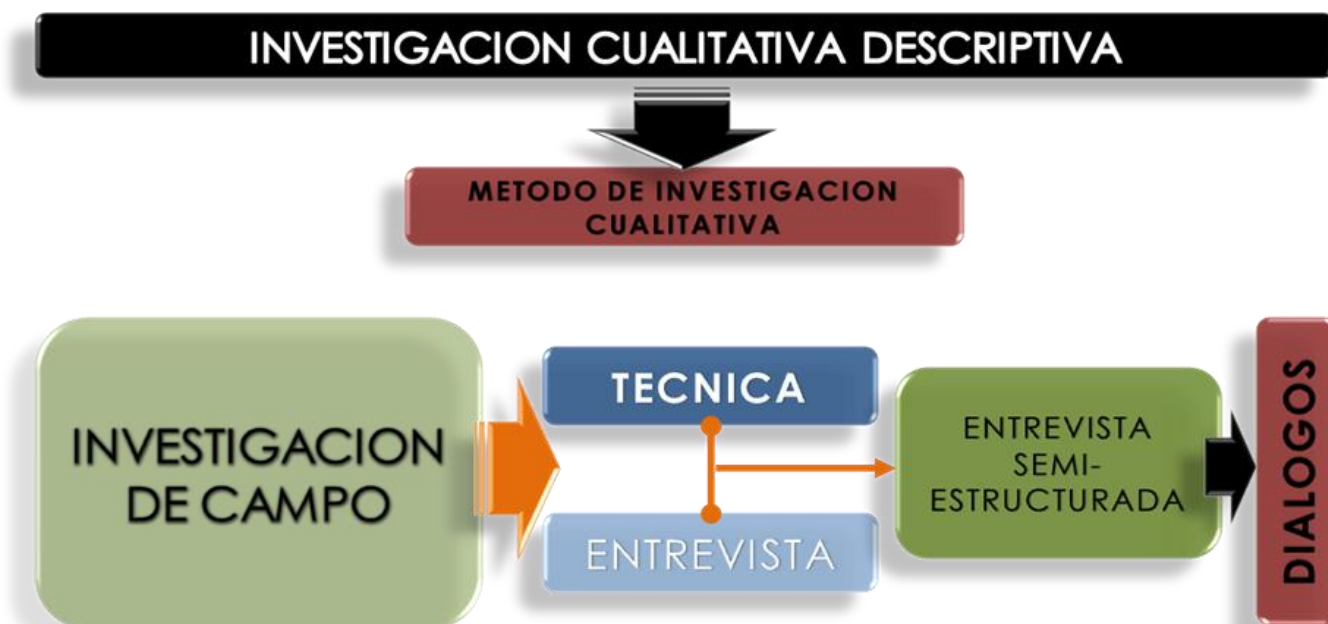 INVESTIGACION CUALITATIVA DESCRIPTIVA
METODO DE INVESTIGACION
CUALITATIVA
INVESTIGACION
DE CAMPO
TECNICA
ENTREVISTA
ENTREVISTA
SEMI-
ESTRUCTURADA
DIALOGOS